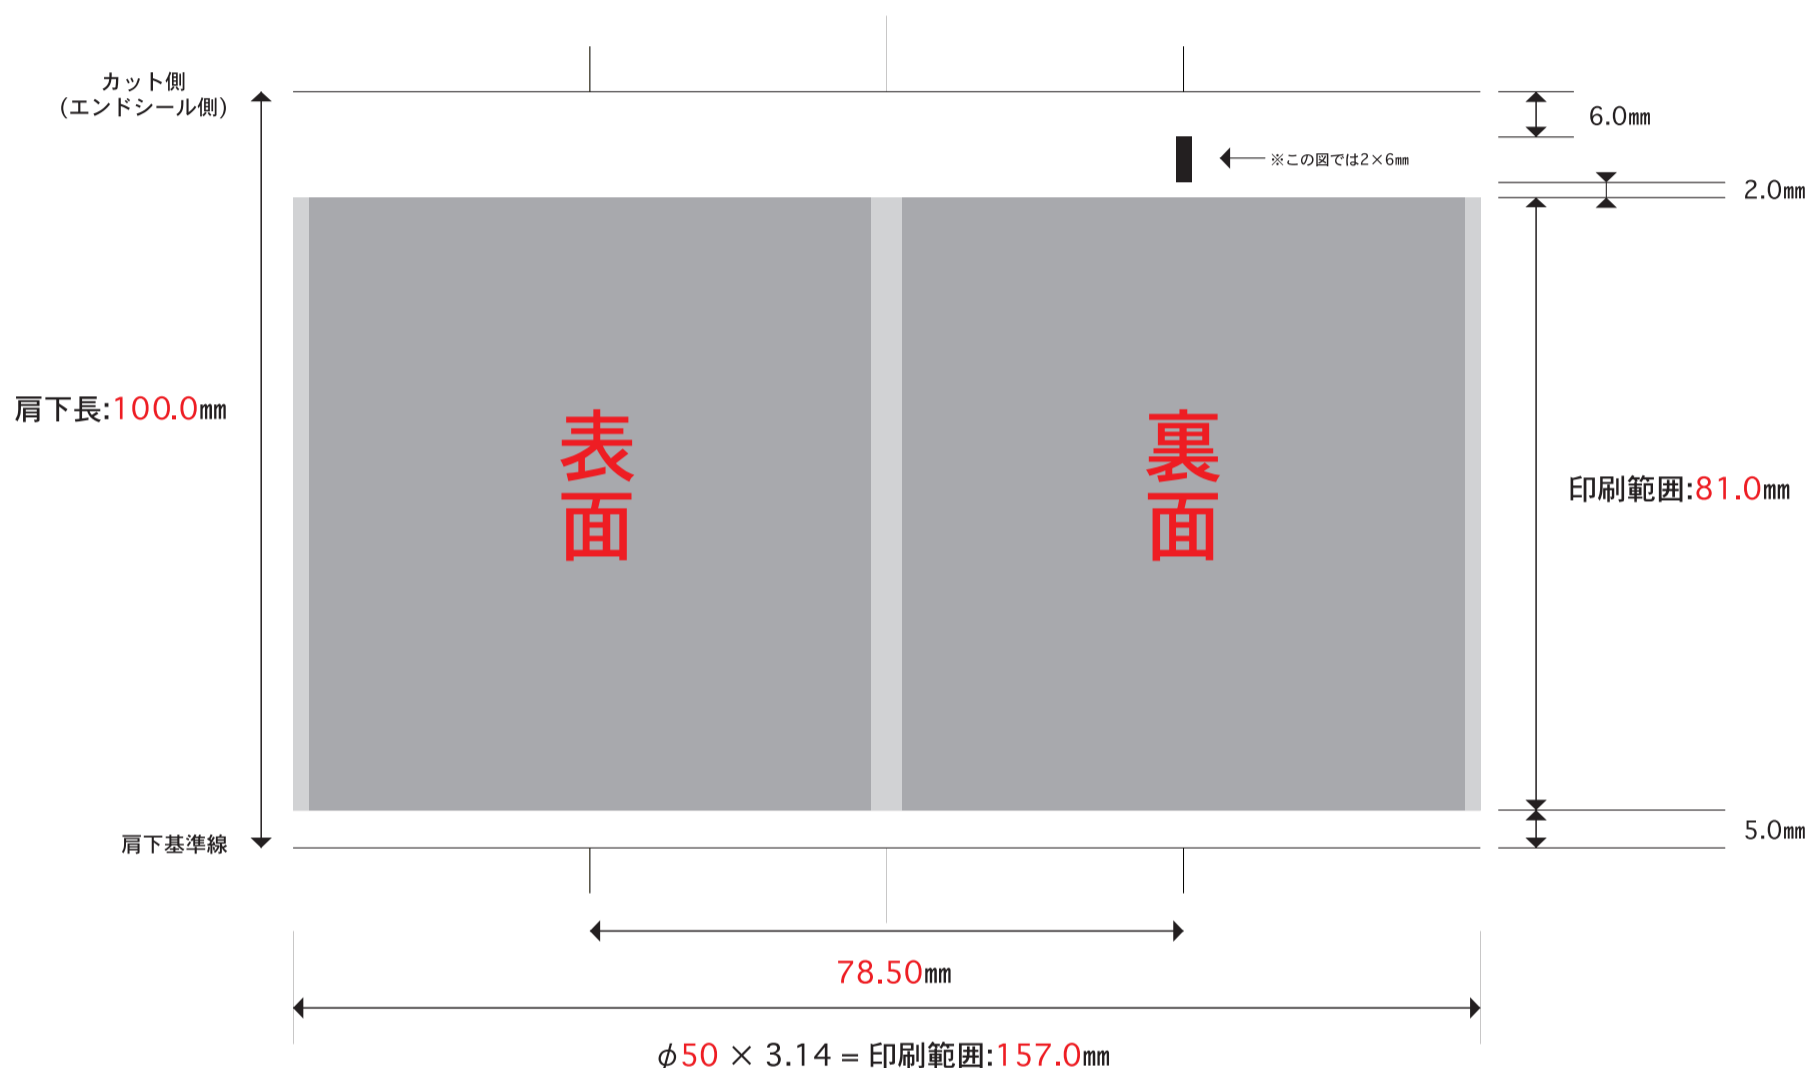 カット側
(エンドシール側)
6.0㎜
※この図では2×6㎜
2.0㎜
肩下長:100.0㎜
表面
裏面
印刷範囲:81.0㎜
5.0㎜
肩下基準線
78.50㎜
φ50 × 3.14 = 印刷範囲:157.0㎜